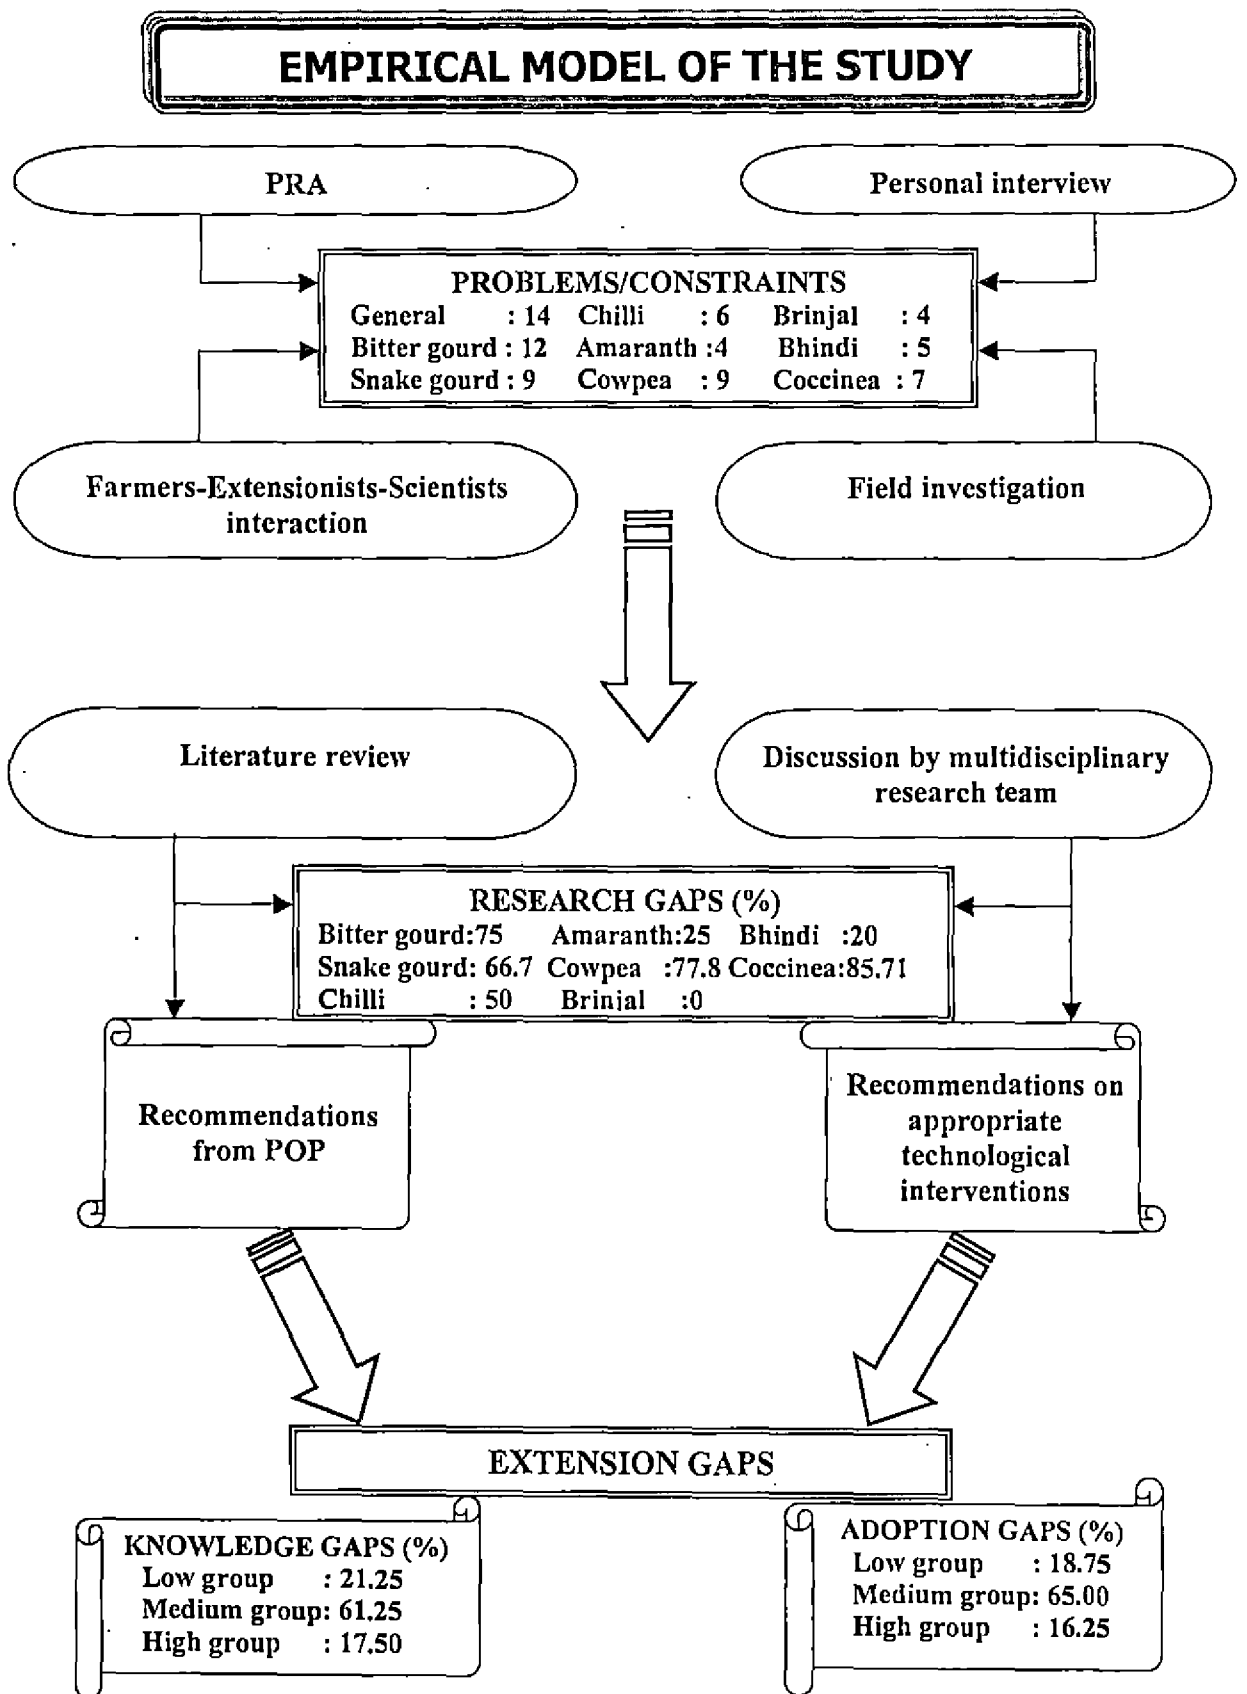 EMPIRICAL MODEL OF THE STUDY
PRA
Personal interview
PROBLEMS/CONSTRAINTS
General : 14 Chilli : 6 Brinjal : 4
Bitter gourd : 12 Amaranth :4 Bhindi : 5
Snake gourd : 9 Cowpea : 9 Coccinea : 7
Farmers-Extensionists-Scientists
interaction
Field investigation
Literature review
Discussion by multidisciplinary
research team
RESEARCH GAPS (%)
Bitter gourd:75 Amaranth:25 Bhindi :20
Snake gourd: 66.7 Cowpea :77.8 Coccinea:85.71
Chilli : 50 Brinjal :0
Recommendations
from POP
Recommendations on
appropriate
technological
interventions
EXTENSION GAPS
KNOWLEDGE GAPS (%)
Low group : 21.25
Medium group: 61.25
High group : 17.50
ADOPTION GAPS (%)
Low group : 18.75
Medium group: 65.00
High group : 16.25